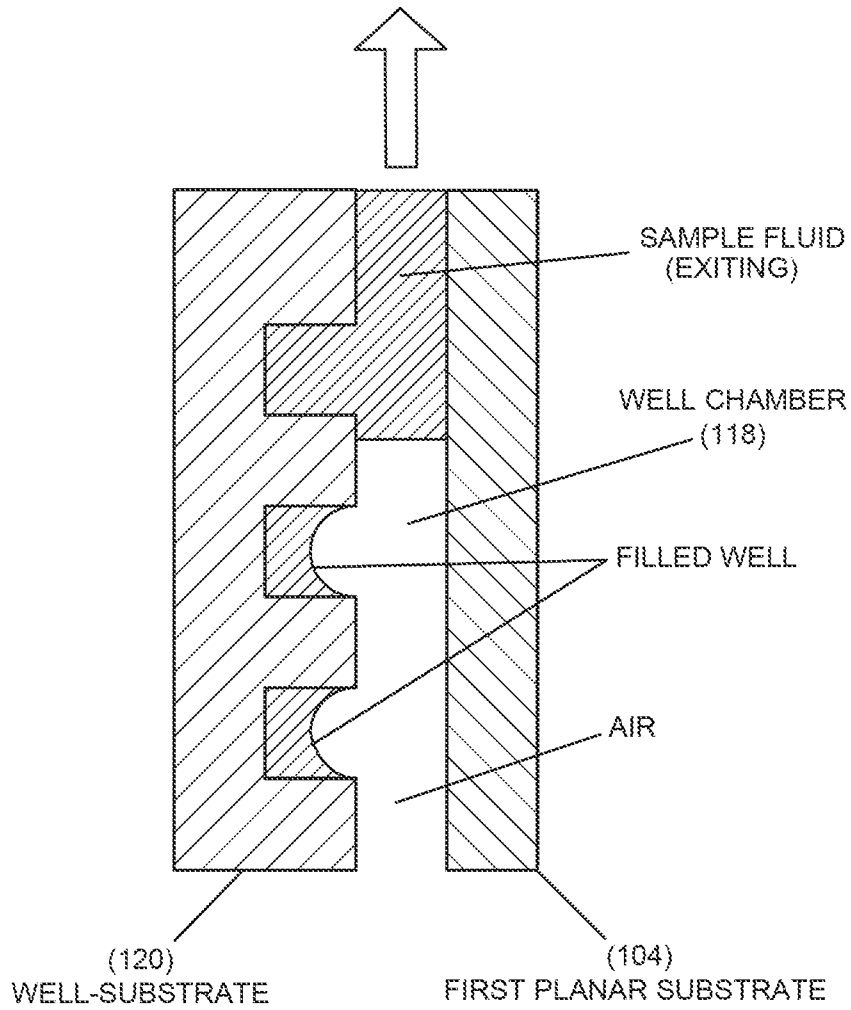 SAMPLE FLUID
(EXITING)
WELL CHAMBER
(118)
FILLED WELL
AIR
(120)
WELL-SUBSTRATE
(104)
FIRST PLANAR SUBSTRATE